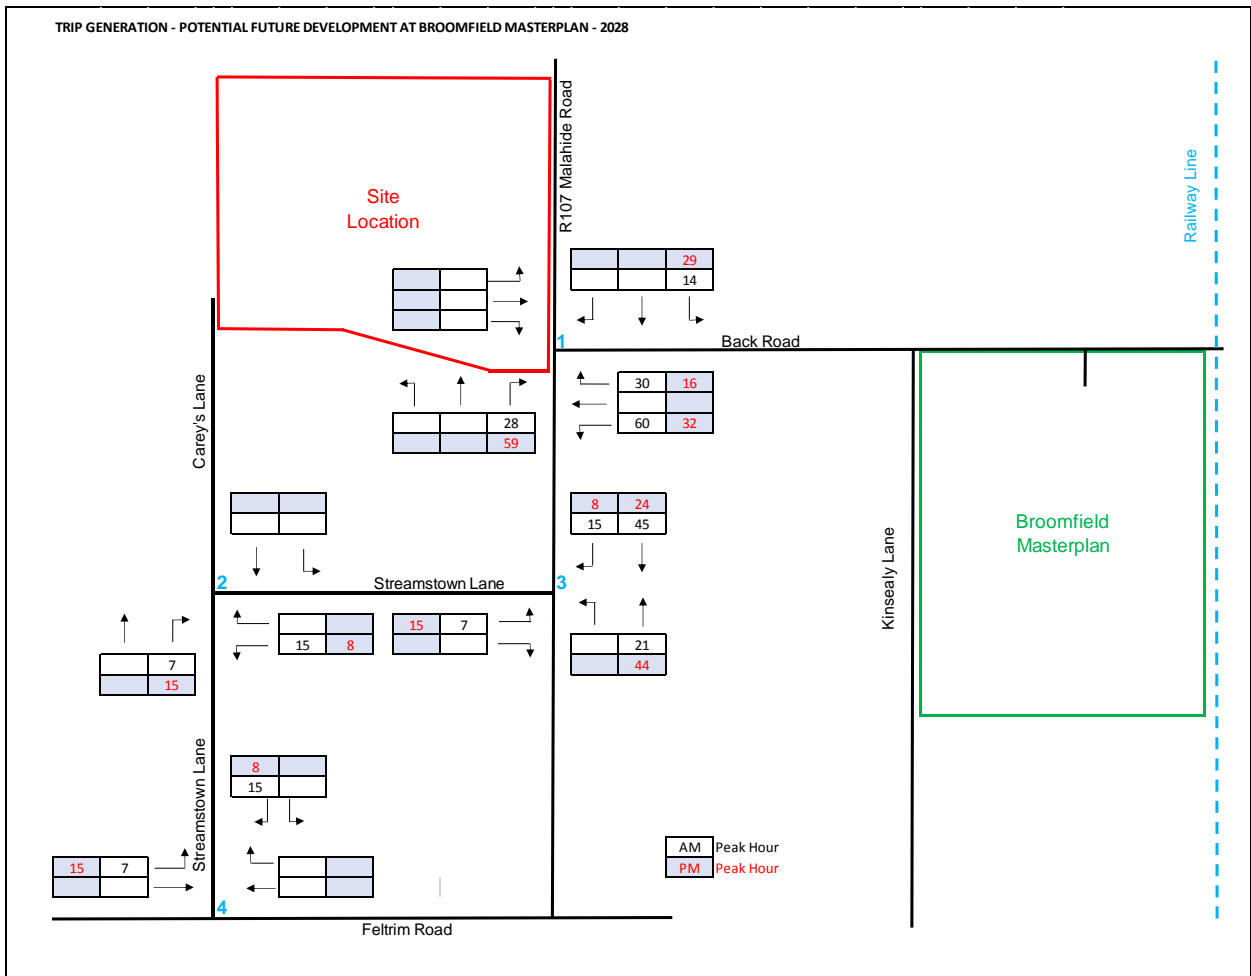 TRIP GENERATION - POTENTIAL FUTURE DEVELOPMENT AT BROOMFIELD MASTERPLAN - 2028
R107 Malahide Road
Railway Line
Site
Location
29
14
1
Back Road
30 16
60 32
28
59
Carey's Lane
8 24
15 45
Broomfield
Masterplan
Kinsealy Lane
2
Streamstown Lane
3
15 7
15 8
21
44
7
15
Streamstown Lane
8
15
AM Peak Hour
PM Peak Hour
15 7
4
Feltrim Road